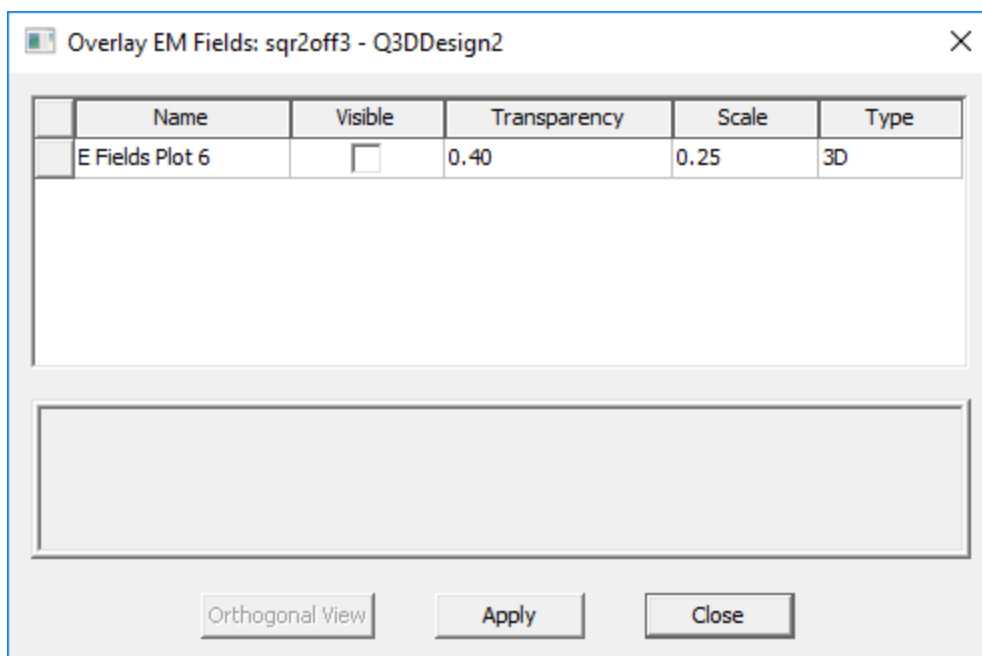 Overlay EM Fields: sqr2off3 - Q3DDesign2
Name Visible Transparency Scale Type
E Fields Plot 6 0.40 0.25 3D
Orthogonal View Apply Close